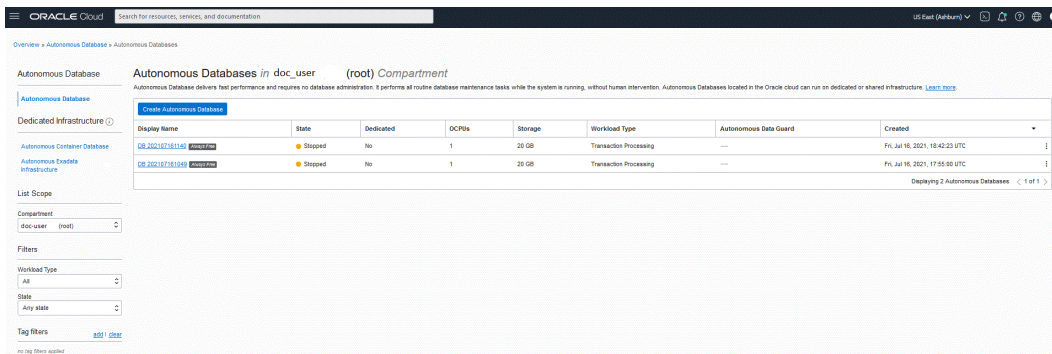 ORACLE Cloud
Search for resources, services, and documentation
US East (Ashburn)
Overview » Autonomous Database » Autonomous Databases
Autonomous Database
Autonomous Database
Dedicated Infrastructure
Autonomous Container Database
Autonomous Exadata
Infrastructure
List Scope
Compartment
doc-user (root)
Filters
Workload Type
All
State
Any state
Tag filters add | clear
no tag filters applied
Autonomous Databases in doc_user (root) Compartment
Autonomous Database delivers fast performance and requires no database administration. It performs all routine database maintenance tasks while the system is running, without human intervention. Autonomous Databases located in the Oracle cloud can run on dedicated or shared infrastructure. Learn more.
Create Autonomous Database
Display Name State Dedicated OCPUs Storage Workload Type Autonomous Data Guard Created
DB 202107161140 Always Free Stopped No 1 20 GB Transaction Processing — Fri, Jul 16, 2021, 18:42:23 UTC
DB 202107161049 Always Free Stopped No 1 20 GB Transaction Processing — Fri, Jul 16, 2021, 17:55:00 UTC
Displaying 2 Autonomous Databases < 1 of 1 >